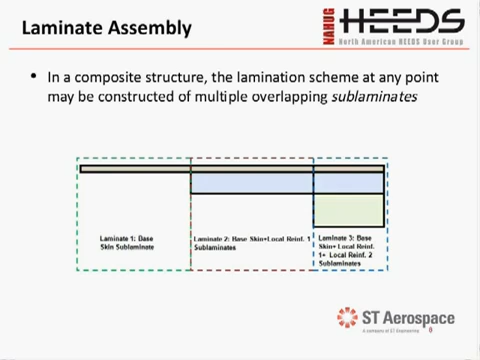 Laminate Assembly
NAHUG
HEEDS
North American HEEDS User Group
• In a composite structure, the lamination scheme at any point
may be constructed of multiple overlapping sublaminates
Laminate 1: Base
Skin Sublaminate
Laminate 2: Base Skin+Local Reinf. 1
Sublaminates
Laminate 3: Base
Skin+ Local Reinf.
1+ Local Reinf. 2
Sublaminates
ST Aerospace
A company of ST Engineering
8